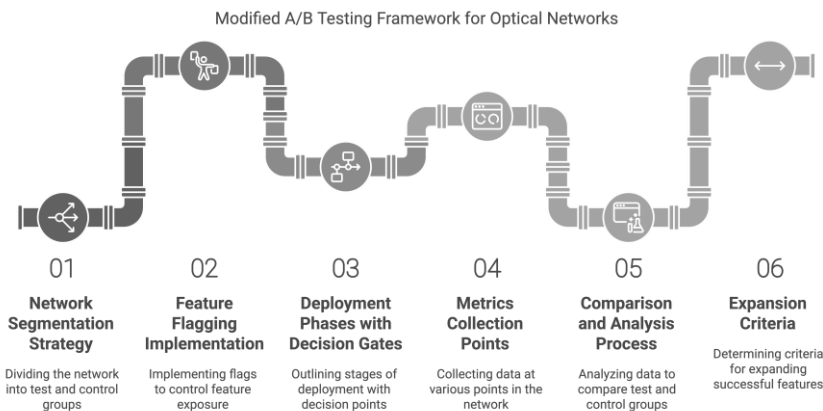 Modified A/B Testing Framework for Optical Networks
01
Network
Segmentation
Strategy
Dividing the network
into test and control
groups
02
Feature
Flagging
Implementation
Implementing flags
to control feature
exposure
03
Deployment
Phases with
Decision Gates
Outlining stages of
deployment with
decision points
04
Metrics
Collection
Points
Collecting data at
various points in the
network
05
Comparison
and Analysis
Process
Analyzing data to
compare test and
control groups
06
Expansion
Criteria
Determining criteria
for expanding
successful features